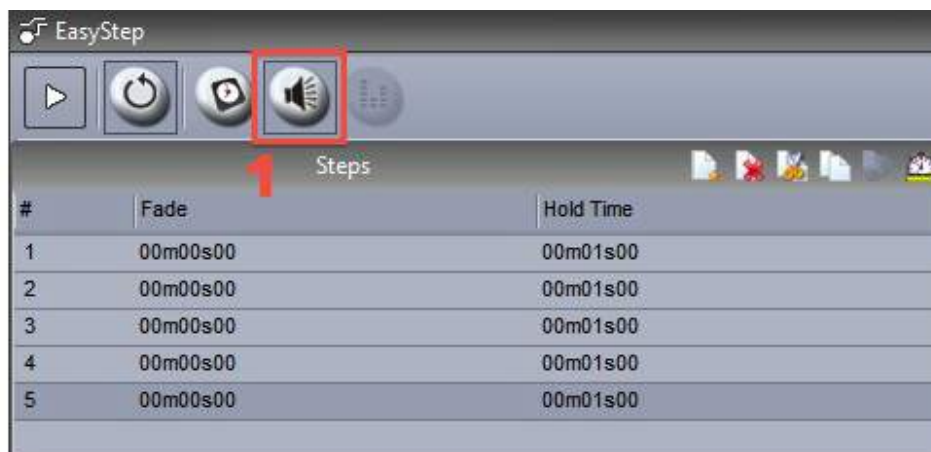 EasyStep
1
Steps
# Fade Hold Time
1 00m00s00 00m01s00
2 00m00s00 00m01s00
3 00m00s00 00m01s00
4 00m00s00 00m01s00
5 00m00s00 00m01s00